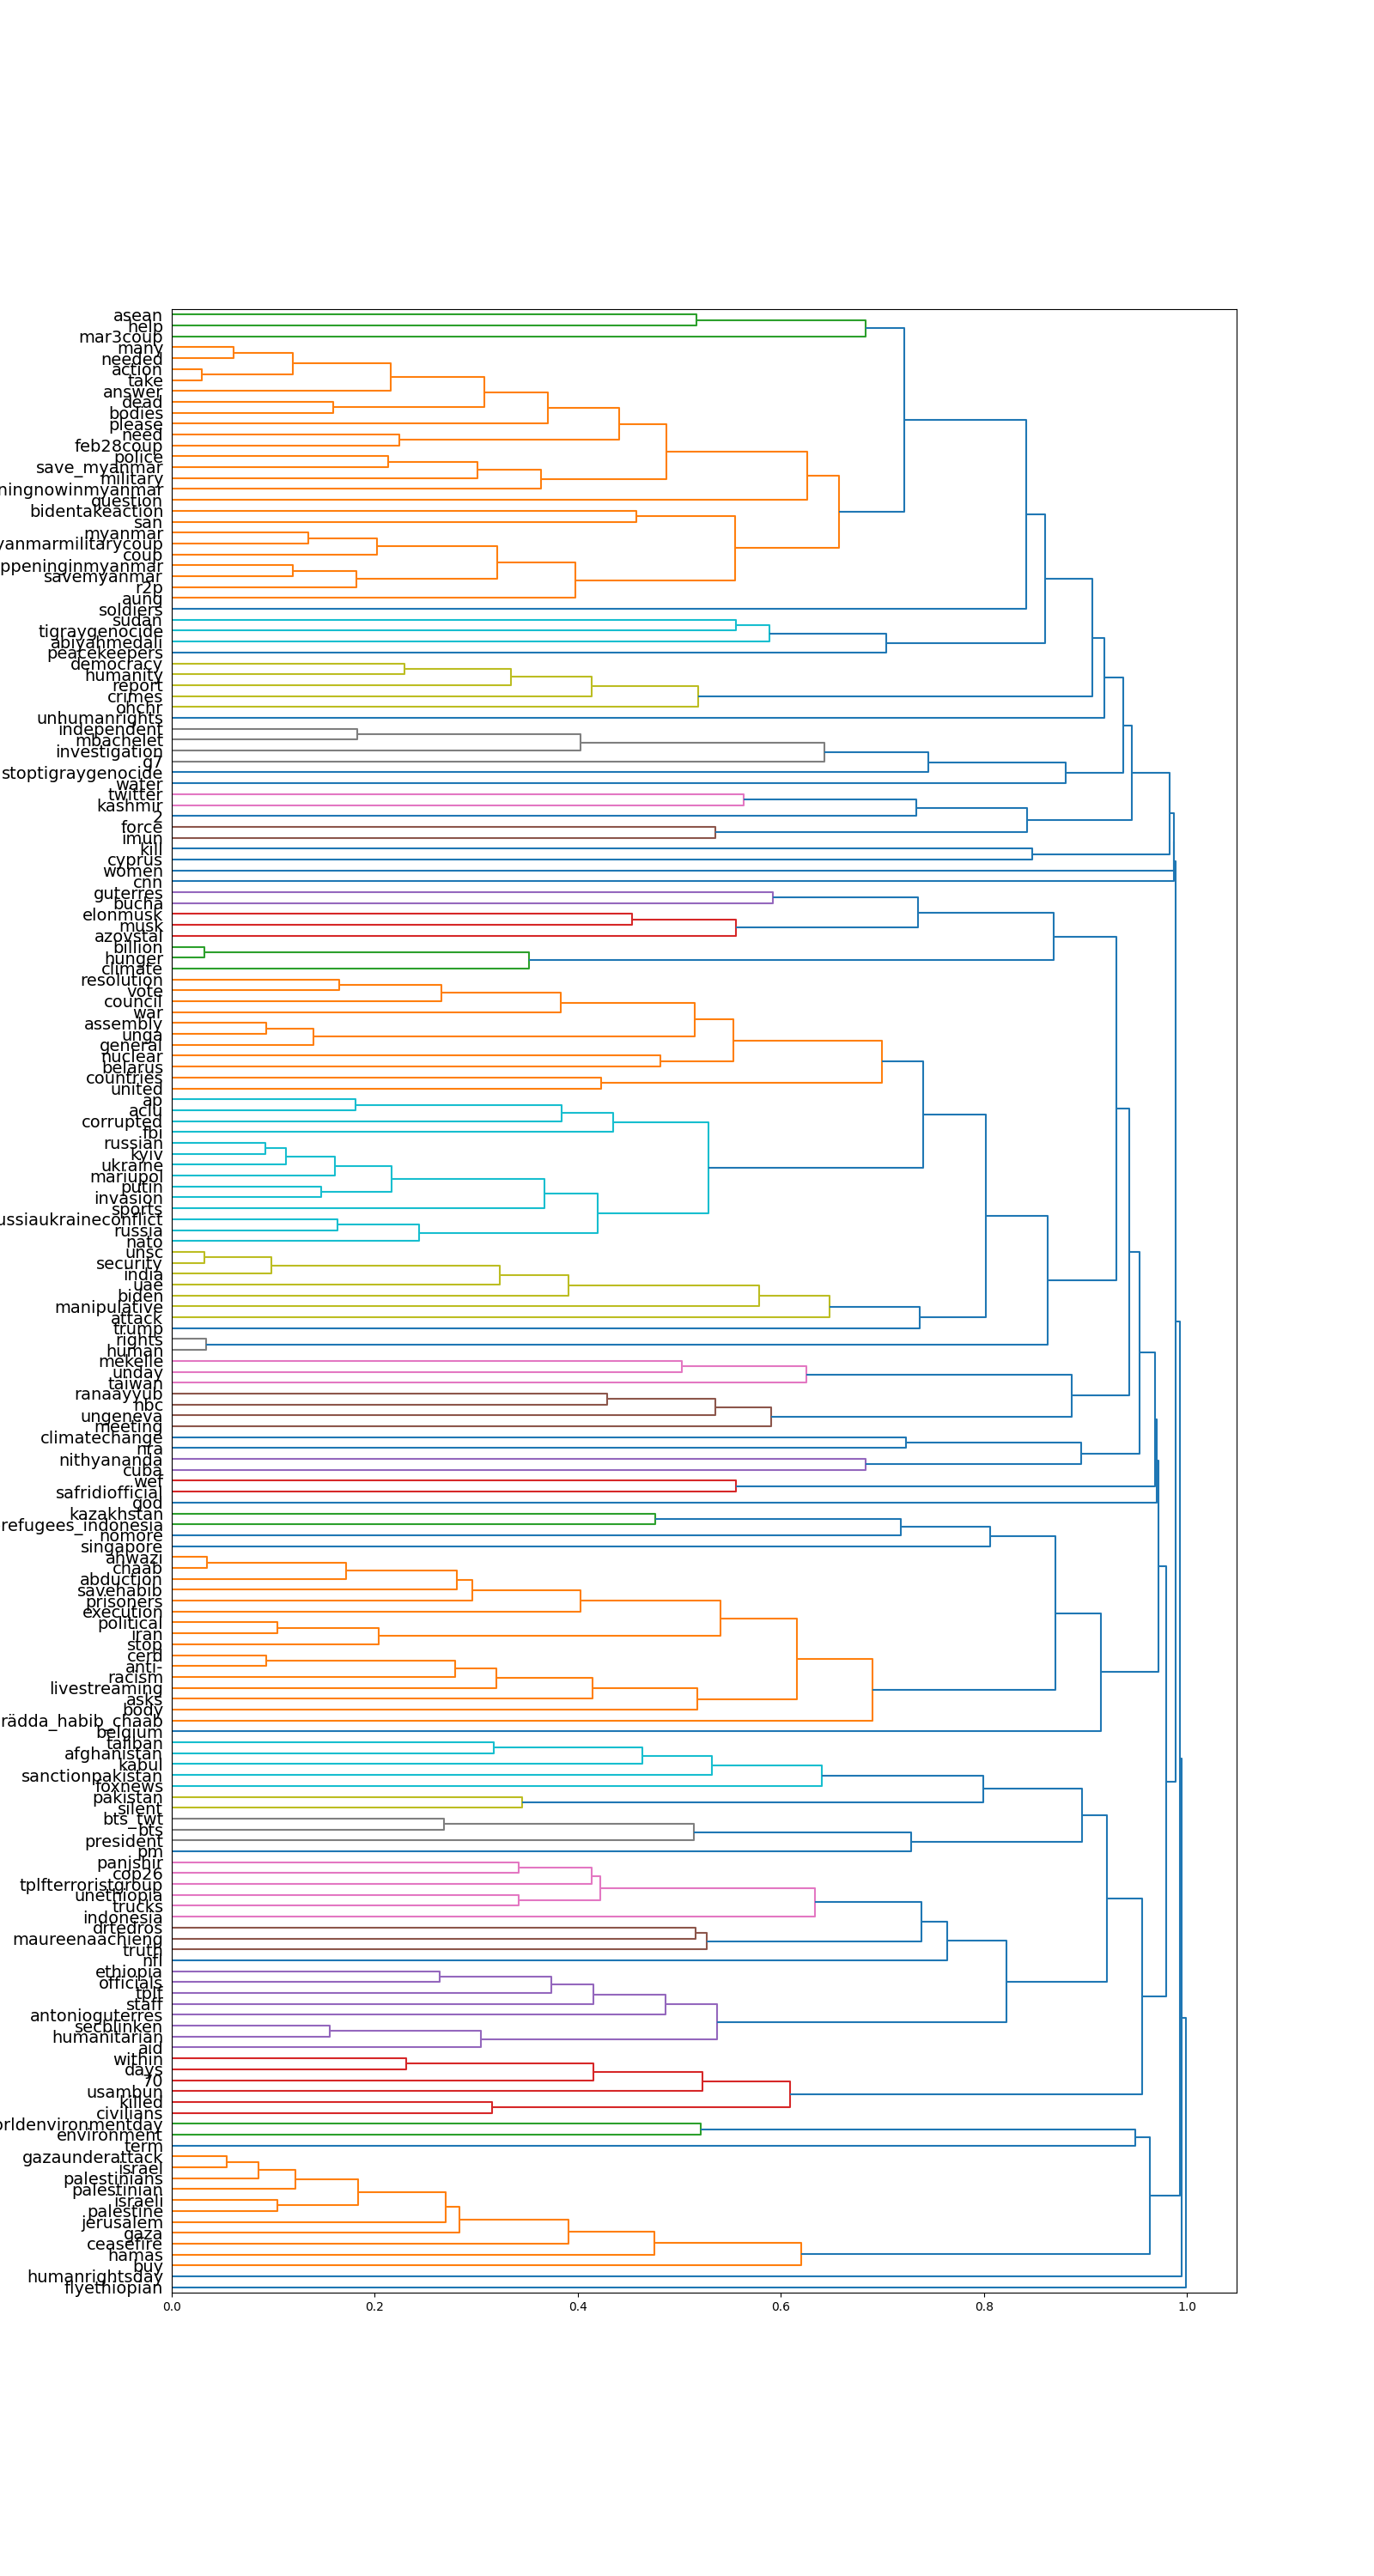 asean
help
mar3coup
many
needed
action
take
answer
dead
bodies
please
need
feb28coup
police
save_myanmar
military
ningnowinmyanmar
question
bidentakeaction
san
myanmar
yanmarmilitarycoup
coup
ppeninginmyanmar
savemyanmar
r2p
aung
soldiers
sudan
tigraygenocide
abiyahmedali
peacekeepers
democracy
humanity
report
crimes
ohchr
unhumanrights
independent
mbachelet
investigation
g7
stoptigraygenocide
water
twitter
kashmir
2
force
imun
kill
cyprus
women
cnn
guterres
bucha
elonmusk
musk
azovstal
billion
hunger
climate
resolution
vote
council
war
assembly
unga
general
nuclear
belarus
countries
united
ap
aclu
corrupted
fbi
russian
kyiv
ukraine
mariupol
putin
invasion
sports
ussiaukraineconflict
russia
nato
unsc
security
india
uae
biden
manipulative
attack
trump
rights
human
mekelle
unday
taiwan
ranaayyub
nbc
ungeneva
meeting
climatechange
nra
nithyananda
cuba
wef
safridiofficial
god
kazakhstan
refugees_indonesia
nomore
singapore
ahwazi
chaab
abduction
savehabib
prisoners
execution
political
iran
stop
cerd
anti-
racism
livestreaming
asks
body
rädda_habib_chaab
belgium
taliban
afghanistan
kabul
sanctionpakistan
foxnews
pakistan
silent
bts_twt
bts
president
pm
panjshir
cop26
tplfterroristgroup
unethiopia
trucks
indonesia
drtedros
maureenaachieng
truth
nfl
ethiopia
officials
tplf
staff
antonioguterres
secblinken
humanitarian
aid
within
days
70
usambun
killed
civilians
orldenvironmentday
environment
term
gazaunderattack
israel
palestinians
palestinian
israeli
palestine
jerusalem
gaza
ceasefire
hamas
buy
humanrightsday
flyethiopian
0.0 0.2 0.4 0.6 0.8 1.0